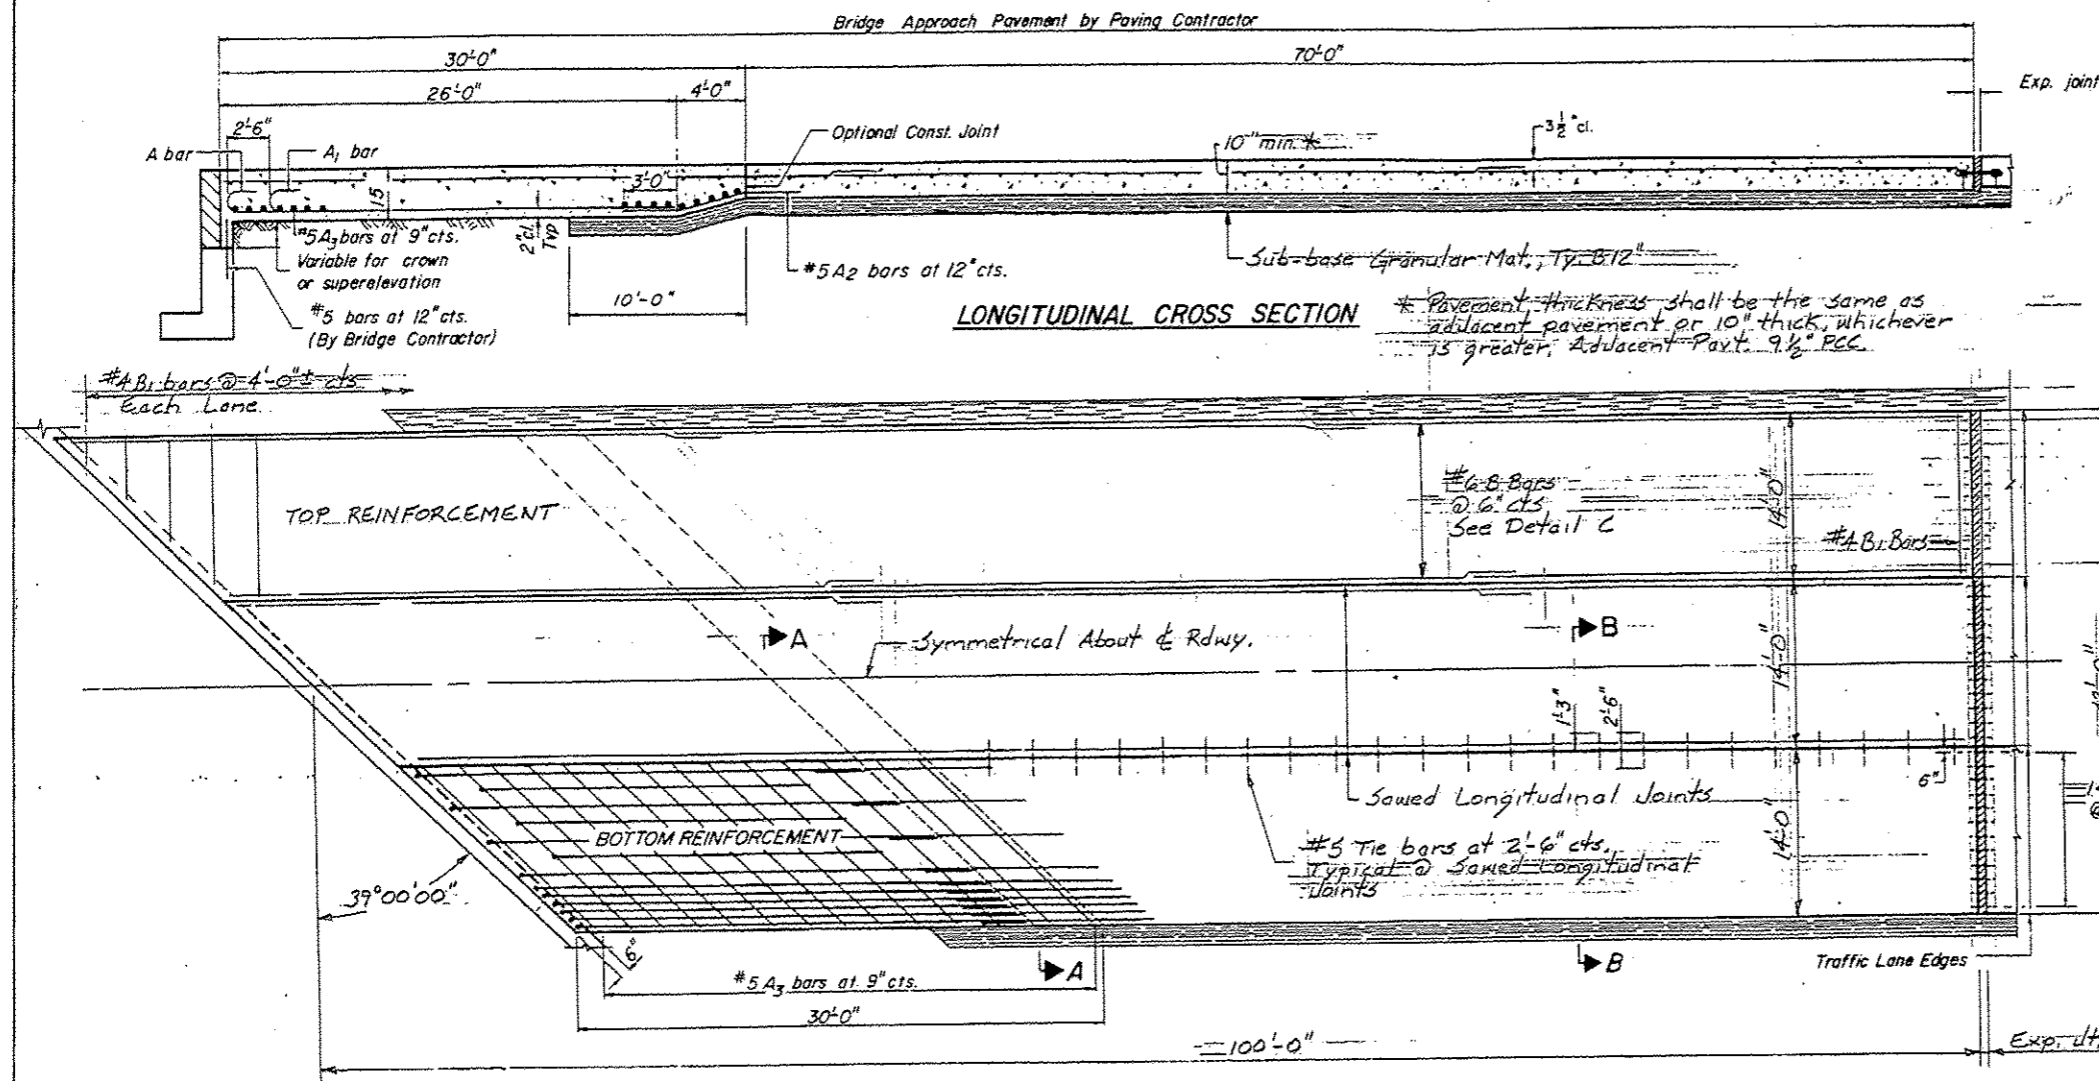 Bridge Approach Pavement by Paving Contractor
30'-0"
70'-0"
26'-0"
4'-0"
Exp. joint
2'-6"
A bar
A1 bar
Optional Const. Joint
10" min. *
3½" cl.
3'-0"
15
2" cl.
Typ
#5 A3 bars at 9" cts.
Variable for crown
or superelevation
#5 A2 bars at 12" cts.
Sub-base Granular Mat., Ty. B 12"
10'-0"
#5 bars at 12" cts.
(By Bridge Contractor)
LONGITUDINAL CROSS SECTION
* Pavement thickness shall be the same as
adjacent pavement or 10" thick, whichever
is greater. Adjacent Pavt. 9½" PCC
#4 B1 bars @ 4'-0"± cts
Each Lane
TOP REINFORCEMENT
#6 B Bars
@ 6" cts
See Detail C
14'-0"
#4 B1 Bars
A
B
Symmetrical About ℄ Rdwy.
14'-0"
1'-3"
2'-6"
6"
Sawed Longitudinal Joints
BOTTOM REINFORCEMENT
#5 Tie bars at 2'-6" cts.
Typical @ Sawed Longitudinal
Joints
14'-0"
39°00'00"
6"
A
B
Traffic Lane Edges
#5 A3 bars at 9" cts.
30'-0"
100'-0"
Exp. Jt.